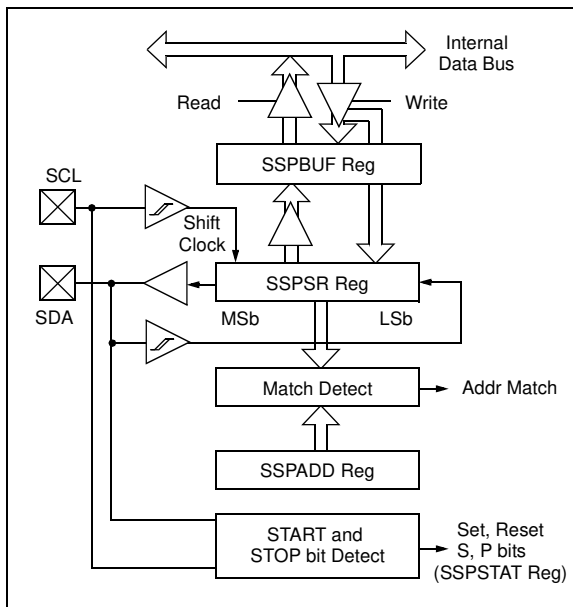 Internal
Data Bus
Read
Write
SSPBUF Reg
SCL
Shift
Clock
SSPSR Reg
SDA
MSb
LSb
Match Detect
Addr Match
SSPADD Reg
START and
STOP bit Detect
Set, Reset
S, P bits
(SSPSTAT Reg)